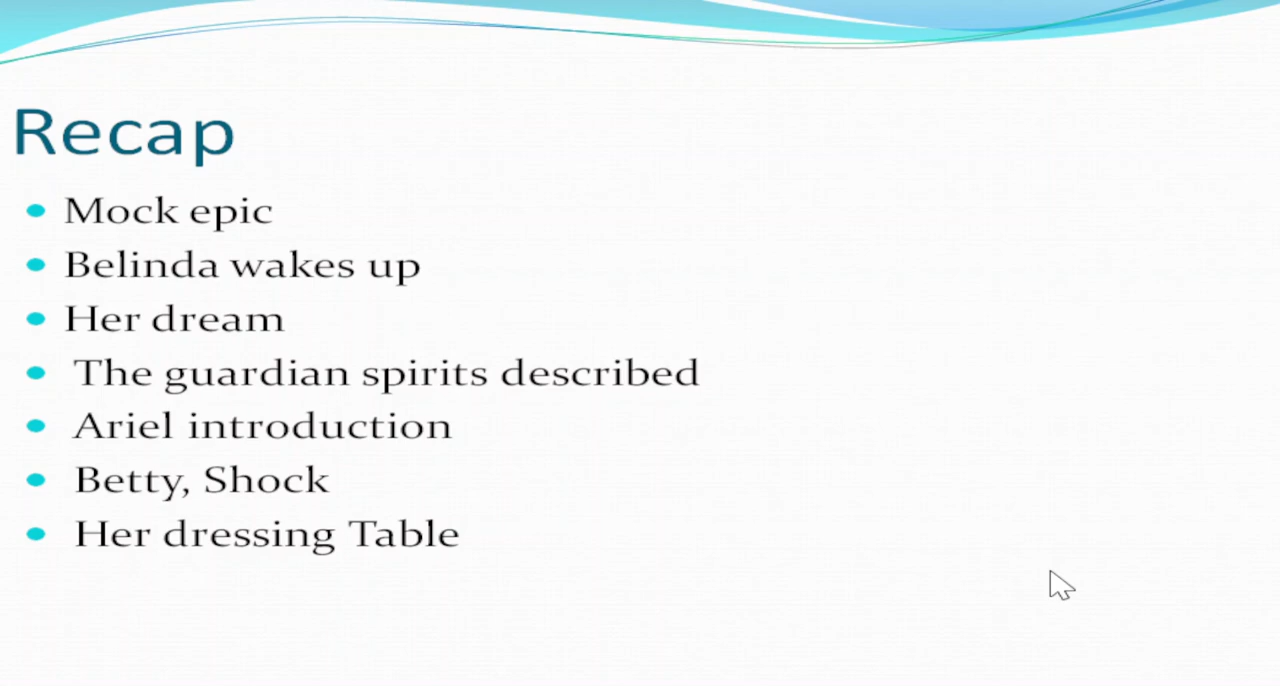 Recap
Mock epic
Belinda wakes up
Her dream
The guardian spirits described
Ariel introduction
Betty, Shock
Her dressing Table